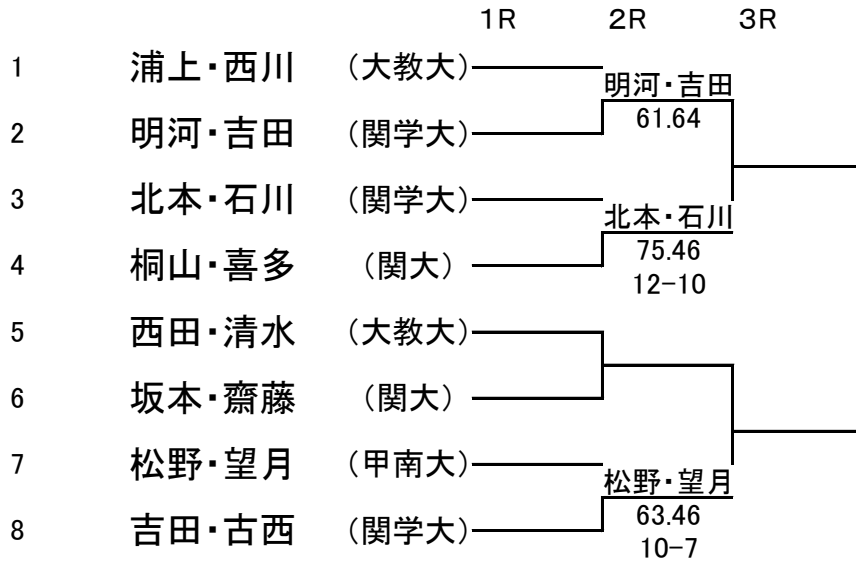 1R 2R 3R
1 浦上・西川 （大教大）
明河・吉田
2 明河・吉田 （関学大） 61.64
3 北本・石川 （関学大）
北本・石川
4 桐山・喜多 （関大） 75.46
12-10
5 西田・清水 （大教大）
6 坂本・齋藤 （関大）
7 松野・望月 （甲南大）
松野・望月
8 吉田・古西 （関学大） 63.46
10-7